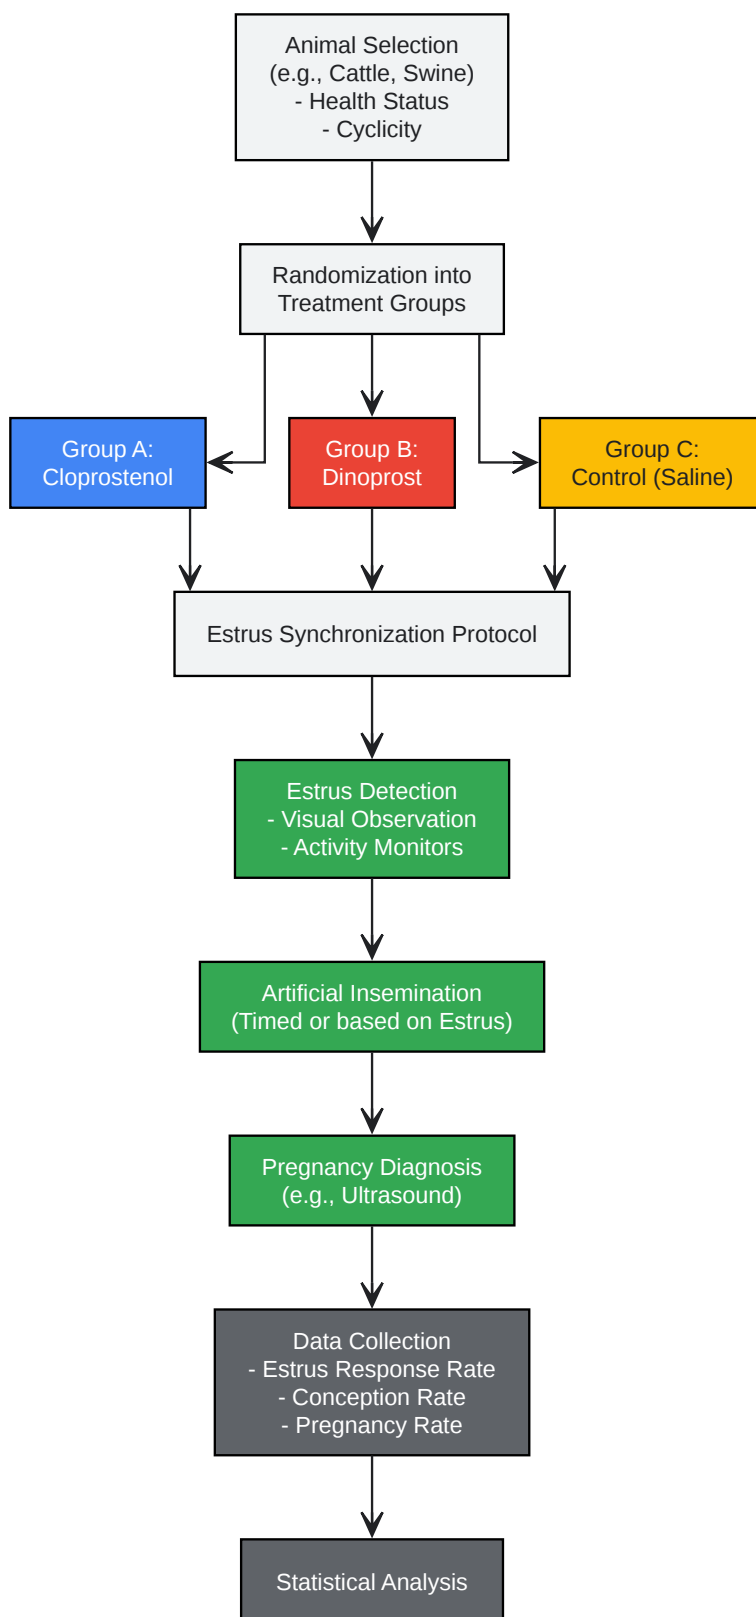 Animal Selection
(e.g., Cattle, Swine)
- Health Status
- Cyclicity
Randomization into
Treatment Groups
Group A:
Cloprostenol
Group B:
Dinoprost
Group C:
Control (Saline)
Estrus Synchronization Protocol
Estrus Detection
- Visual Observation
- Activity Monitors
Artificial Insemination
(Timed or based on Estrus)
Pregnancy Diagnosis
(e.g., Ultrasound)
Data Collection
- Estrus Response Rate
- Conception Rate
- Pregnancy Rate
Statistical Analysis